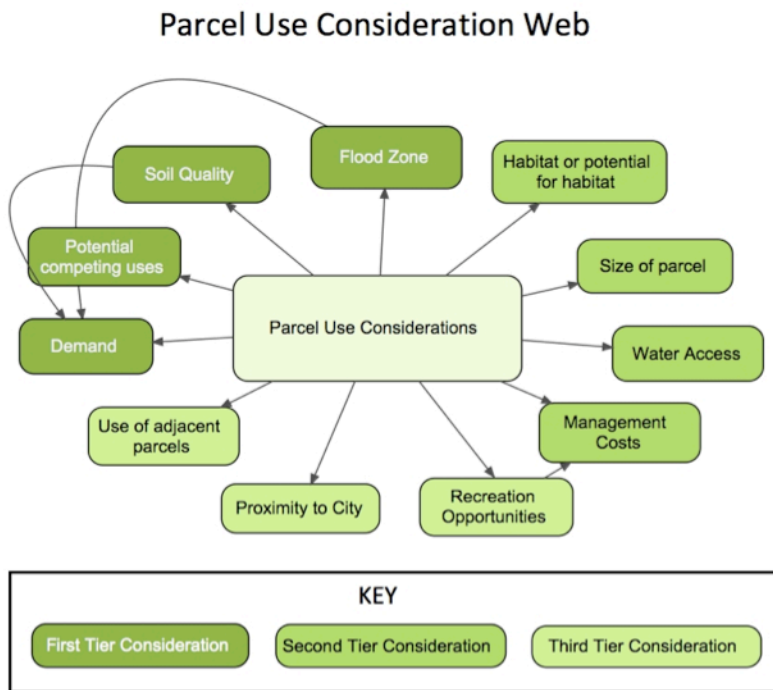 Parcel Use Consideration Web
Flood Zone
Soil Quality
Habitat or potential
for habitat
Potential
competing uses
Size of parcel
Parcel Use Considerations
Demand
Water Access
Use of adjacent
parcels
Management
Costs
Proximity to City
Recreation
Opportunities
KEY
First Tier Consideration
Second Tier Consideration
Third Tier Consideration